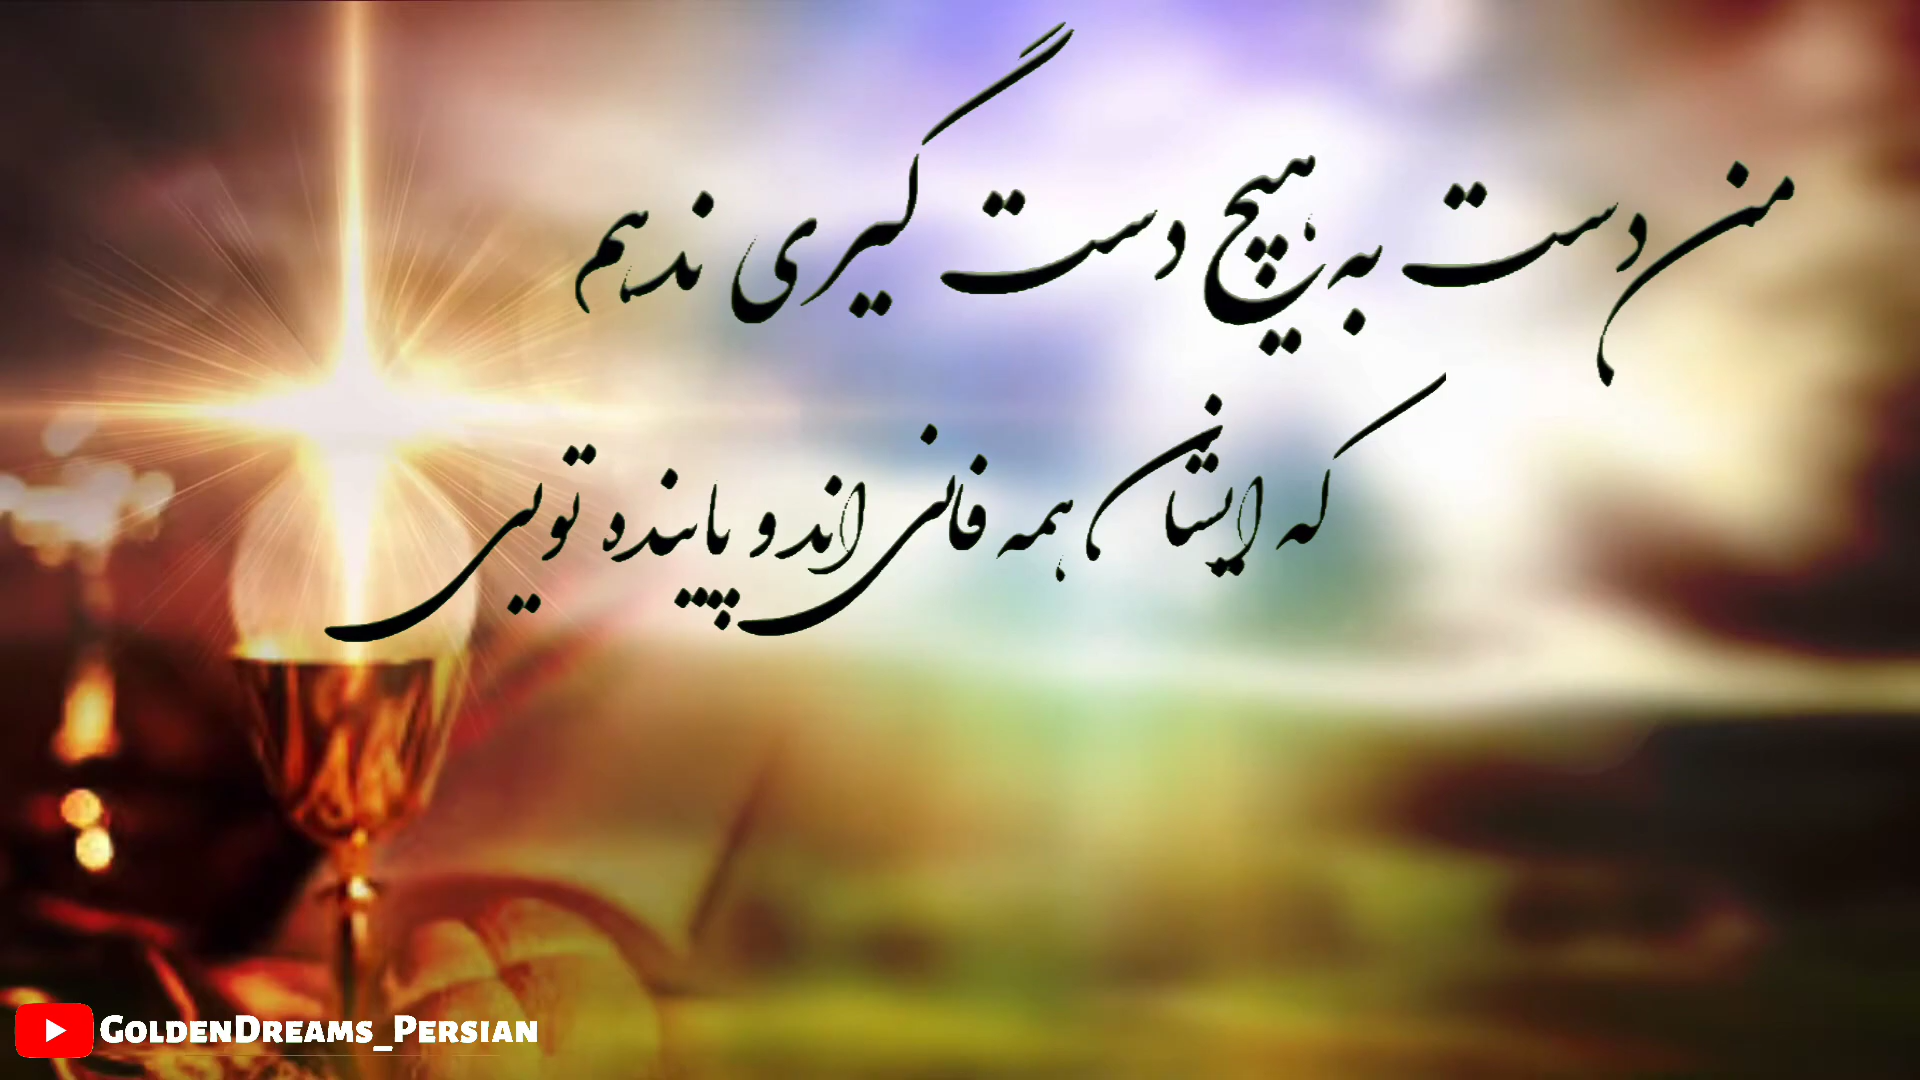 من دست به هیچ دست گیری ندهم
که ایشان همه فانی اند و پاینده تویی
GoldenDreams_Persian